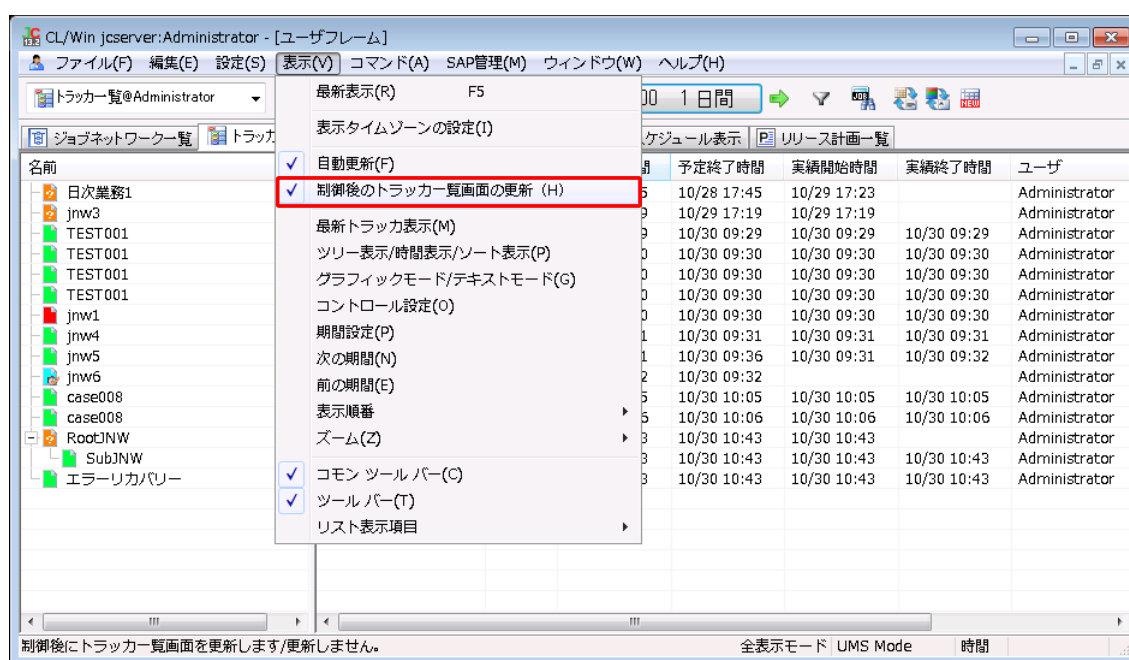 CL/Win jcserver:Administrator - [ユーザフレーム]
ファイル(F) 編集(E) 設定(S) 表示(V) コマンド(A) SAP管理(M) ウィンドウ(W) ヘルプ(H)
トラッカ一覧@Administrator
00 1 日間
ジョブネットワーク一覧 トラッカ ケジュール表示 リリース計画一覧
最新表示(R) F5
表示タイムゾーンの設定(I)
自動更新(F)
制御後のトラッカ一覧画面の更新 (H)
最新トラッカ表示(M)
ツリー表示/時間表示/ソート表示(P)
グラフィックモード/テキストモード(G)
コントロール設定(O)
期間設定(P)
次の期間(N)
前の期間(E)
表示順番
ズーム(Z)
コモン ツール バー(C)
ツール バー(T)
リスト表示項目
名前 間 予定終了時間 実績開始時間 実績終了時間 ユーザ
日次業務1 5 10/28 17:45 10/29 17:23 Administrator
jnw3 9 10/29 17:19 10/29 17:19 Administrator
TEST001 9 10/30 09:29 10/30 09:29 10/30 09:29 Administrator
TEST001 0 10/30 09:30 10/30 09:30 10/30 09:30 Administrator
TEST001 0 10/30 09:30 10/30 09:30 10/30 09:30 Administrator
TEST001 0 10/30 09:30 10/30 09:30 10/30 09:30 Administrator
jnw1 0 10/30 09:30 10/30 09:30 10/30 09:30 Administrator
jnw4 1 10/30 09:31 10/30 09:31 10/30 09:31 Administrator
jnw5 1 10/30 09:36 10/30 09:31 10/30 09:32 Administrator
jnw6 2 10/30 09:32 Administrator
case008 5 10/30 10:05 10/30 10:05 10/30 10:05 Administrator
case008 6 10/30 10:06 10/30 10:06 10/30 10:06 Administrator
RootJNW 3 10/30 10:43 10/30 10:43 Administrator
SubJNW 3 10/30 10:43 10/30 10:43 10/30 10:43 Administrator
エラーリカバリー 3 10/30 10:43 10/30 10:43 10/30 10:43 Administrator
制御後にトラッカ一覧画面を更新します/更新しません。 全表示モード UMS Mode 時間